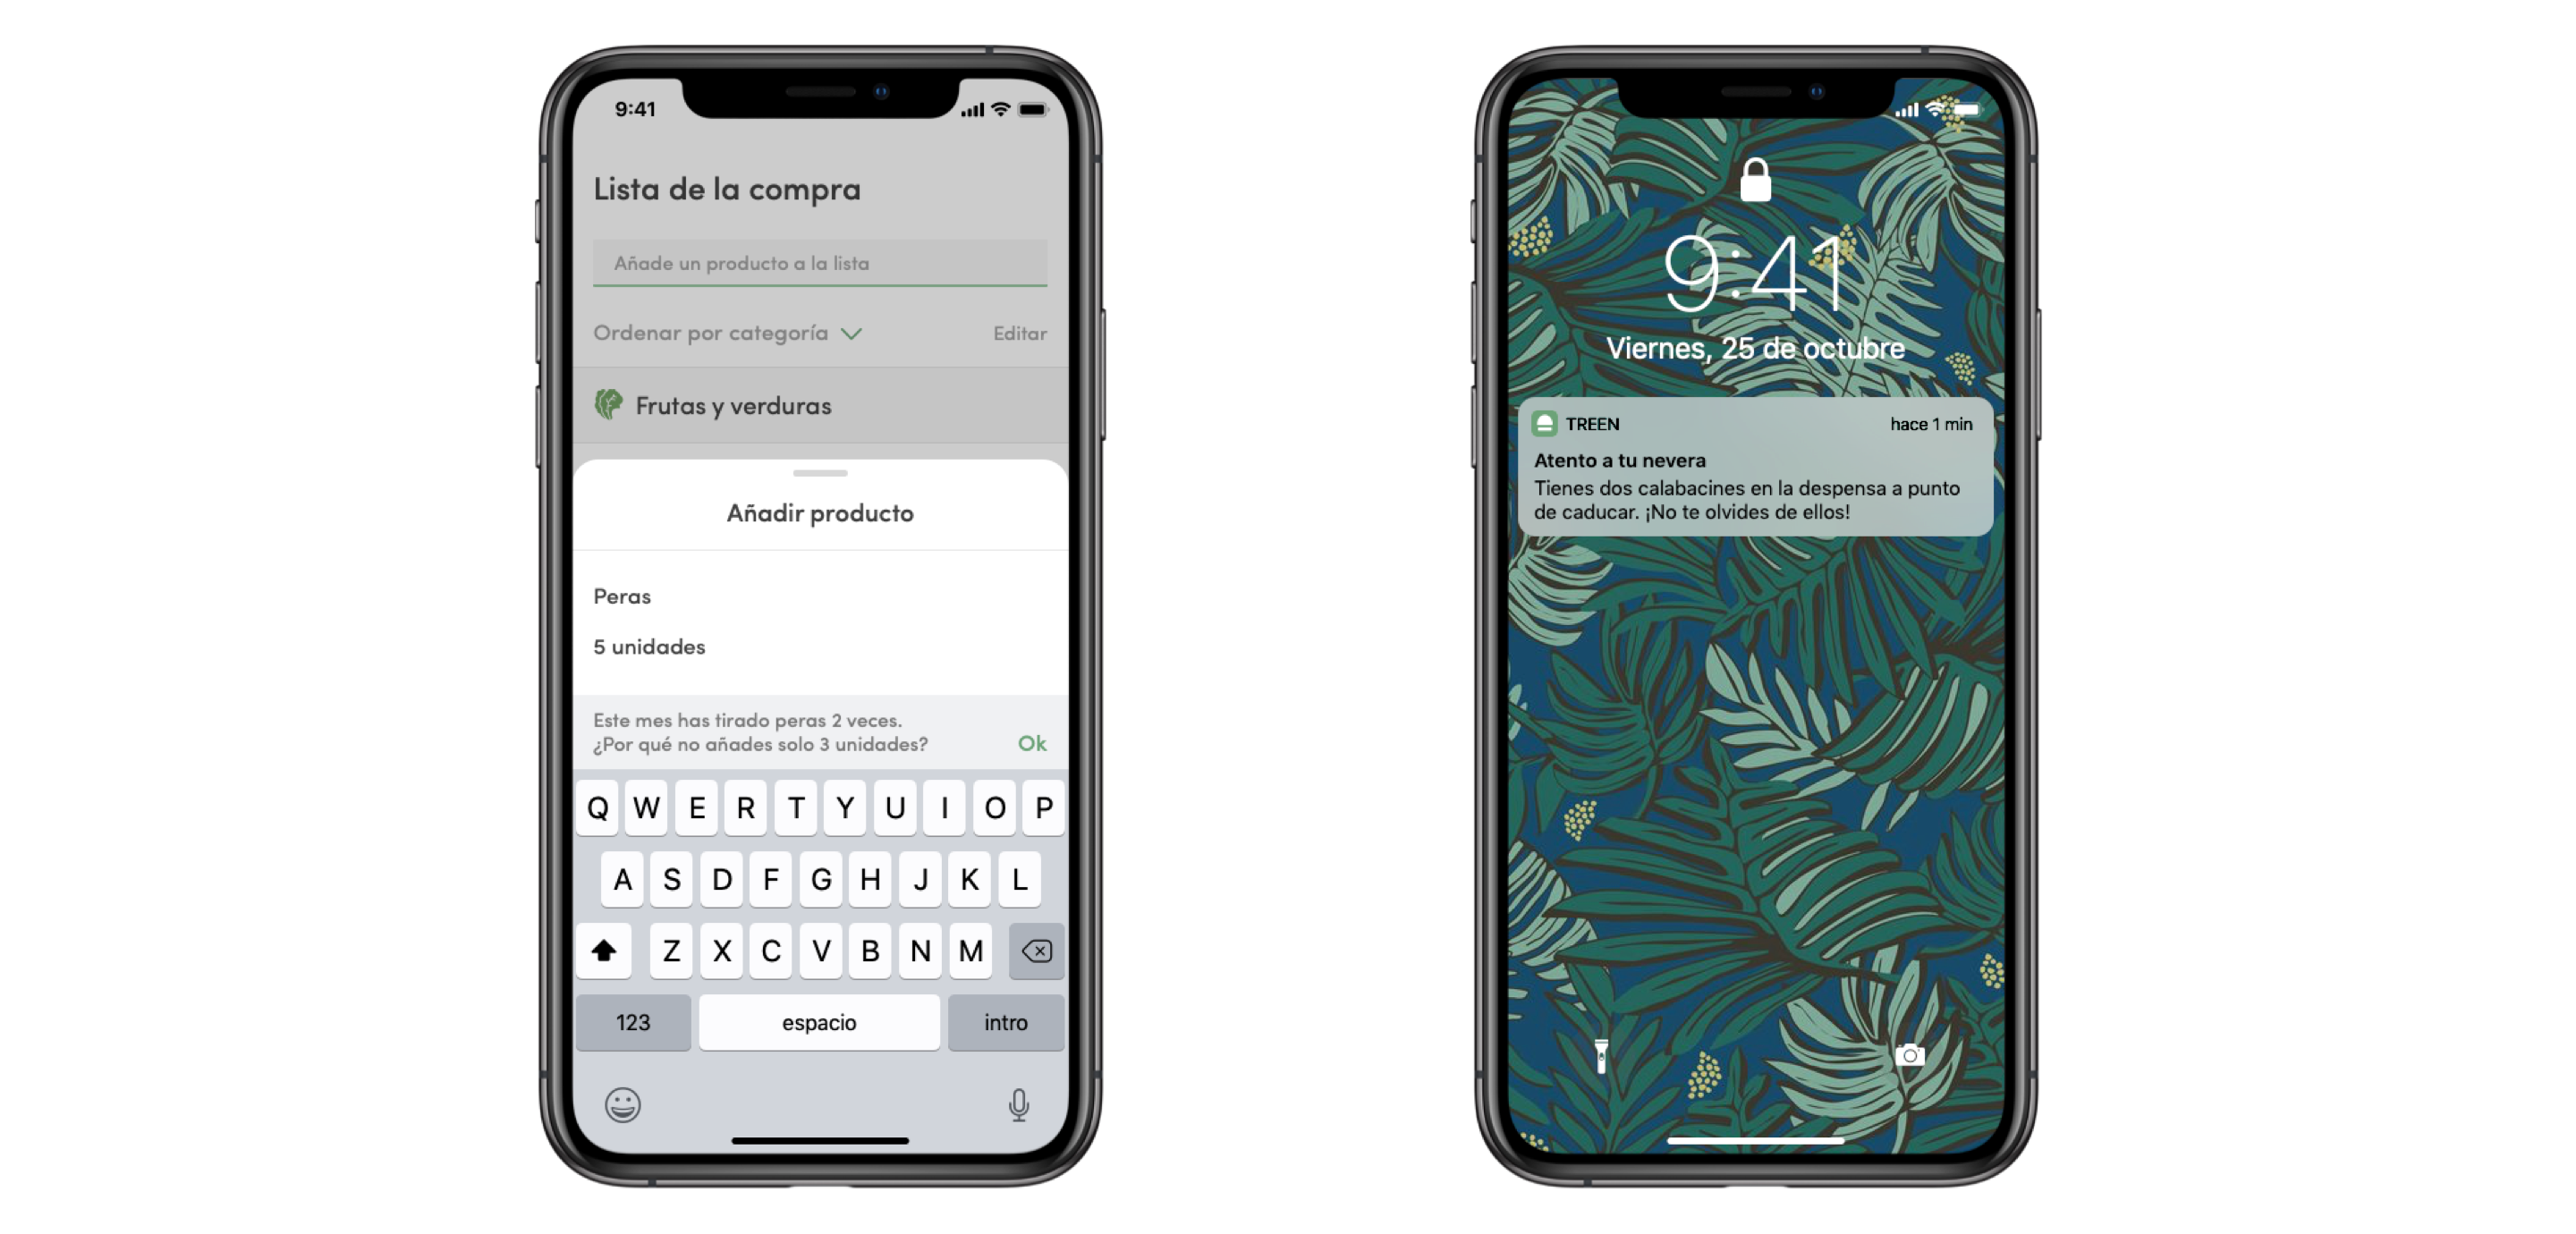 9:41
Lista de la compra
Añade un producto a la lista
Ordenar por categoría
Editar
Frutas y verduras
Añadir producto
Peras
5 unidades
Este mes has tirado peras 2 veces.
¿Por qué no añades solo 3 unidades?
Ok
Q W E R T Y U I O P
A S D F G H J K L
Z X C V B N M
123 espacio intro
9:41
Viernes, 25 de octubre
TREEN
hace 1 min
Atento a tu nevera
Tienes dos calabacines en la despensa a punto
de caducar. ¡No te olvides de ellos!